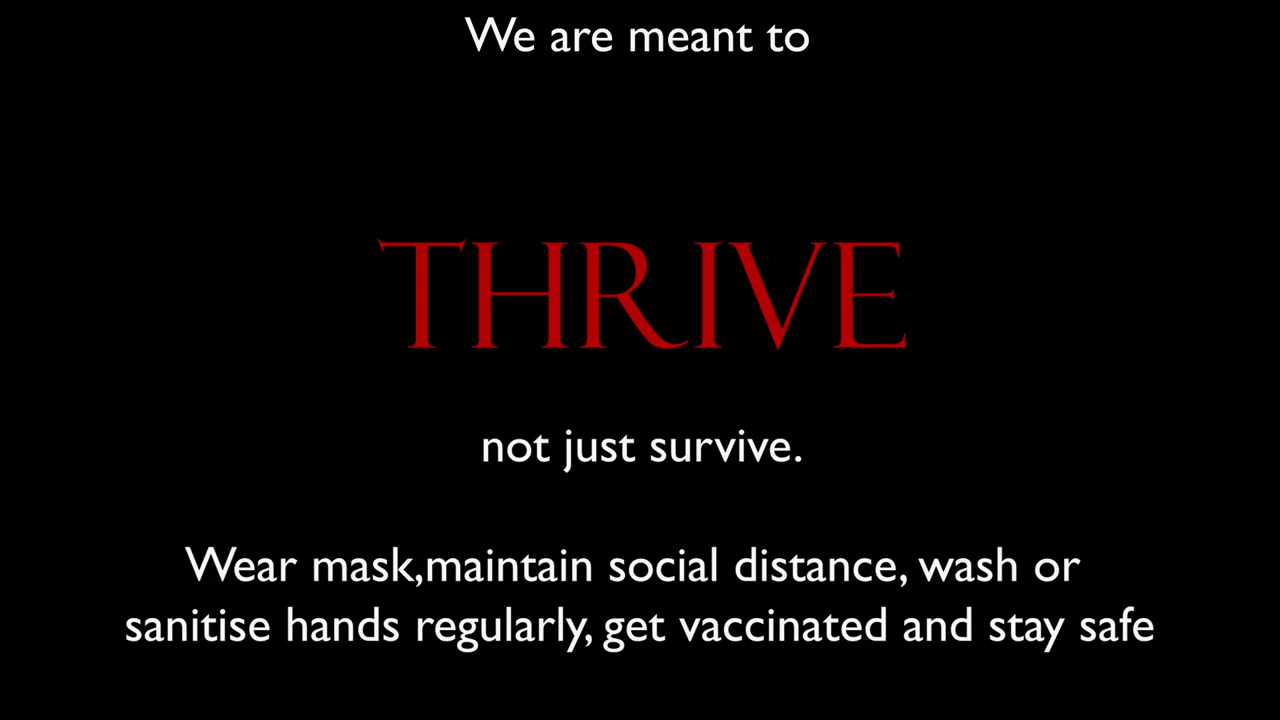 We are meant to
THRIVE
not just survive.
Wear mask,maintain social distance, wash or
sanitise hands regularly, get vaccinated and stay safe